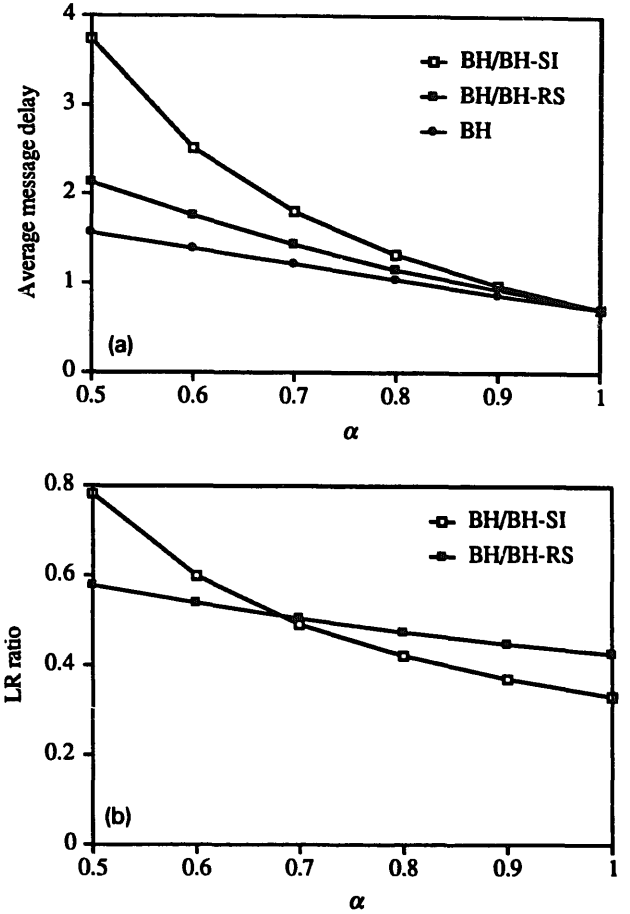 4
3
2
1
0
Average message delay
BH/BH-SI
BH/BH-RS
BH
(a)
0.5 0.6 0.7 0.8 0.9 1
α
0.8
0.6
0.4
0.2
0
LR ratio
BH/BH-SI
BH/BH-RS
(b)
0.5 0.6 0.7 0.8 0.9 1
α